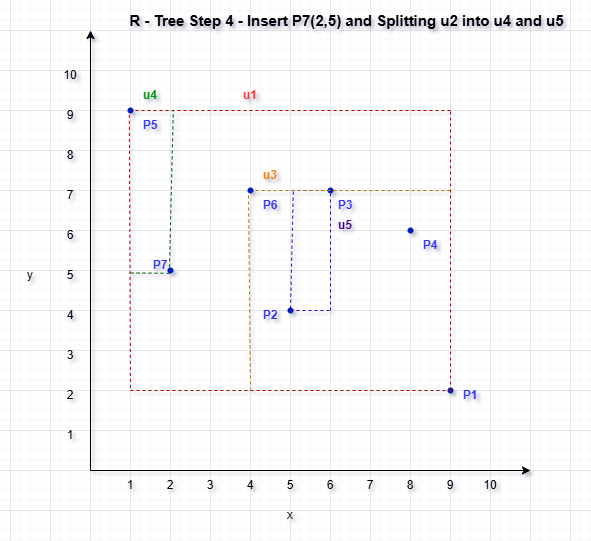 R - Tree Step 4 - Insert P7(2,5) and Splitting u2 into u4 and u5
10
u4
u1
9
P5
8
u3
7
P6
P3
u5
6
P4
P7
5
y
4
P2
3
2
P1
1
1 2 3 4 5 6 7 8 9 10
x